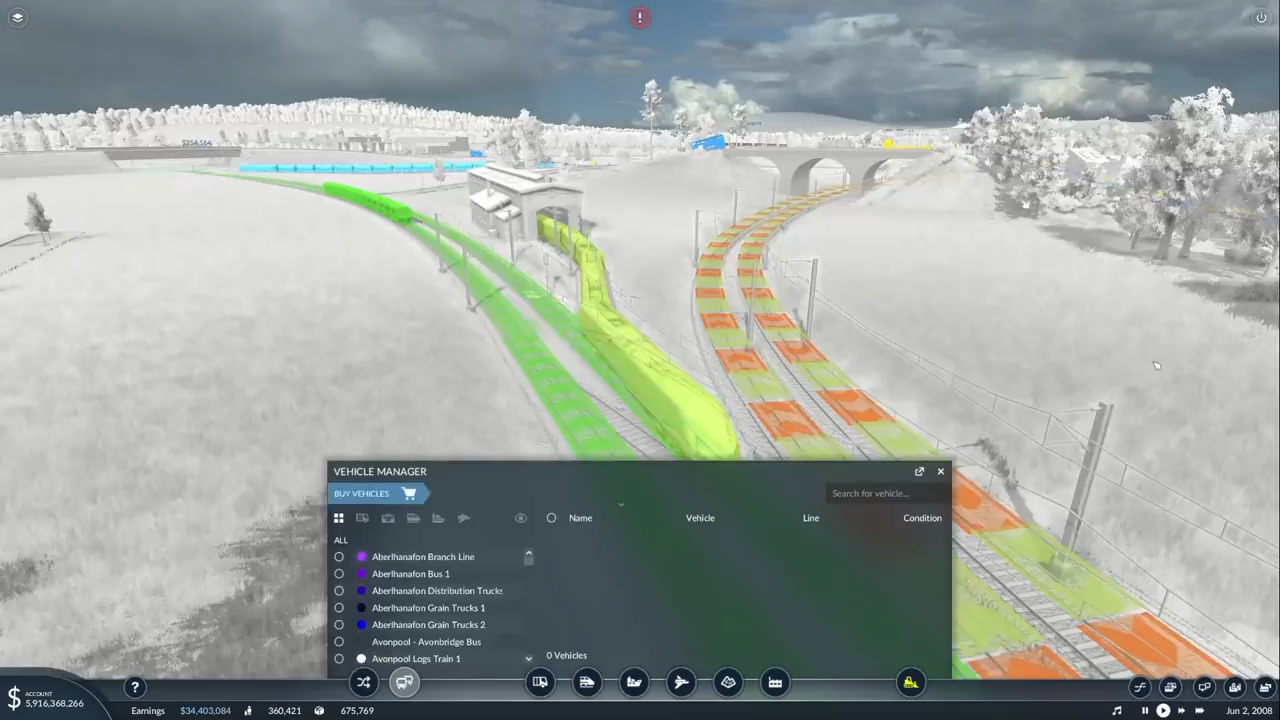 $254,564
VEHICLE MANAGER
BUY VEHICLES
Search for vehicle...
Name Vehicle Line Condition
ALL
Aberlhanafon Branch Line
Aberlhanafon Bus 1
Aberlhanafon Distribution Trucks
Aberlhanafon Grain Trucks 1
Aberlhanafon Grain Trucks 2
Avonpool - Avonbridge Bus
Avonpool Logs Train 1
0 Vehicles
$ ACCOUNT
5,916,368,266
?
Earnings $34,403,084 360,421 675,769
Jun 2, 2008